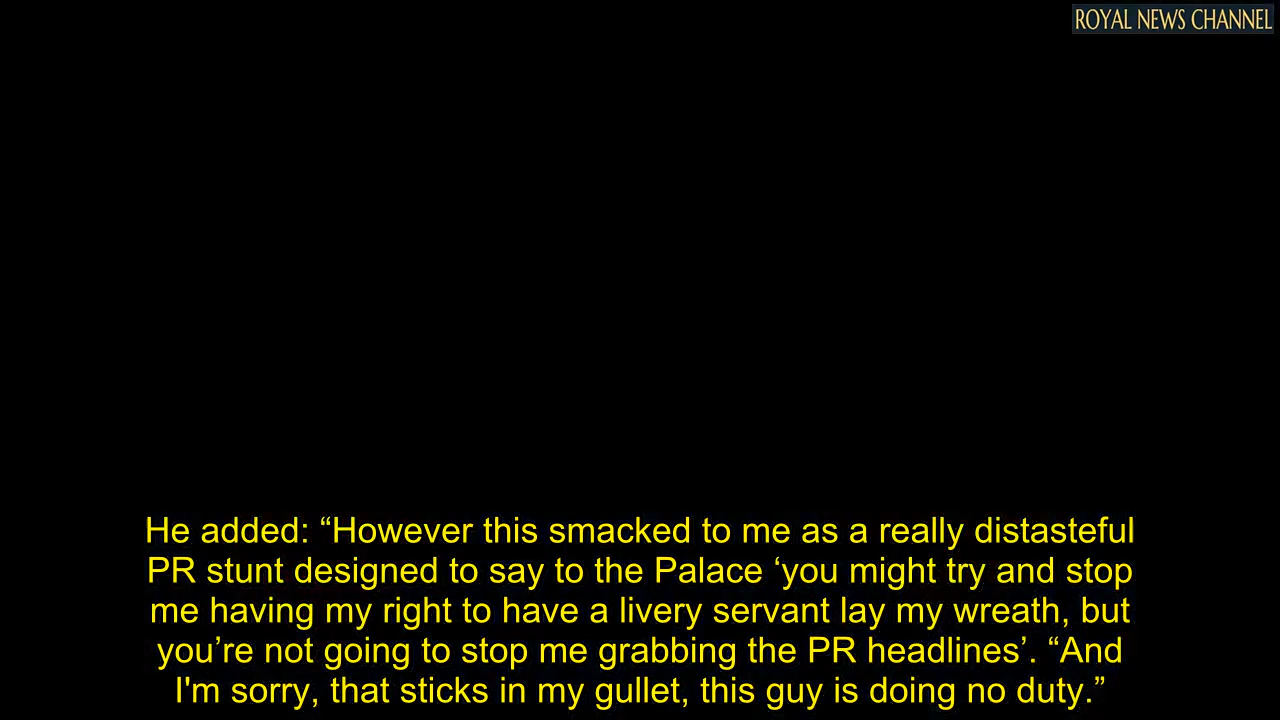 ROYAL NEWS CHANNEL
He added: “However this smacked to me as a really distasteful
PR stunt designed to say to the Palace ‘you might try and stop
me having my right to have a livery servant lay my wreath, but
you’re not going to stop me grabbing the PR headlines’. “And
I'm sorry, that sticks in my gullet, this guy is doing no duty.”